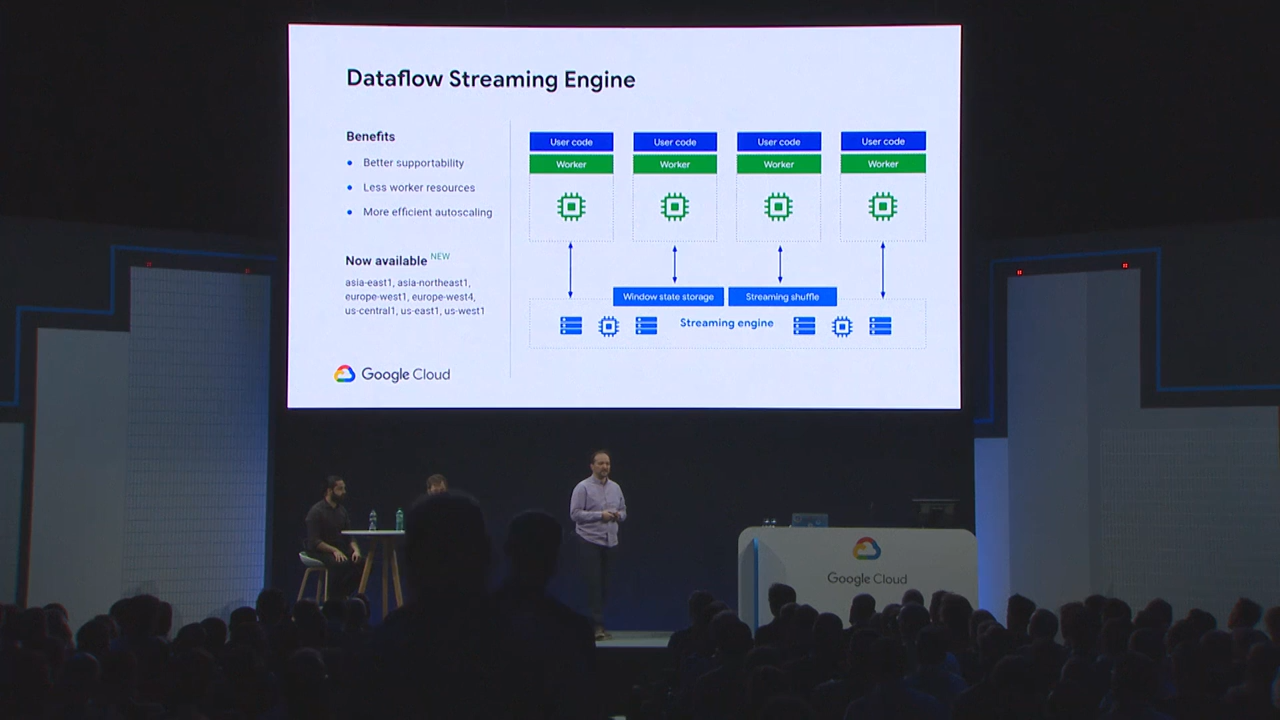 Dataflow Streaming Engine
Benefits
Better supportability
Less worker resources
More efficient autoscaling
Now available NEW
asia-east1, asia-northeast1,
europe-west1, europe-west4,
us-central1, us-east1, us-west1
Google Cloud
User code
Worker
User code
Worker
User code
Worker
User code
Worker
Window state storage
Streaming shuffle
Streaming engine
Google Cloud